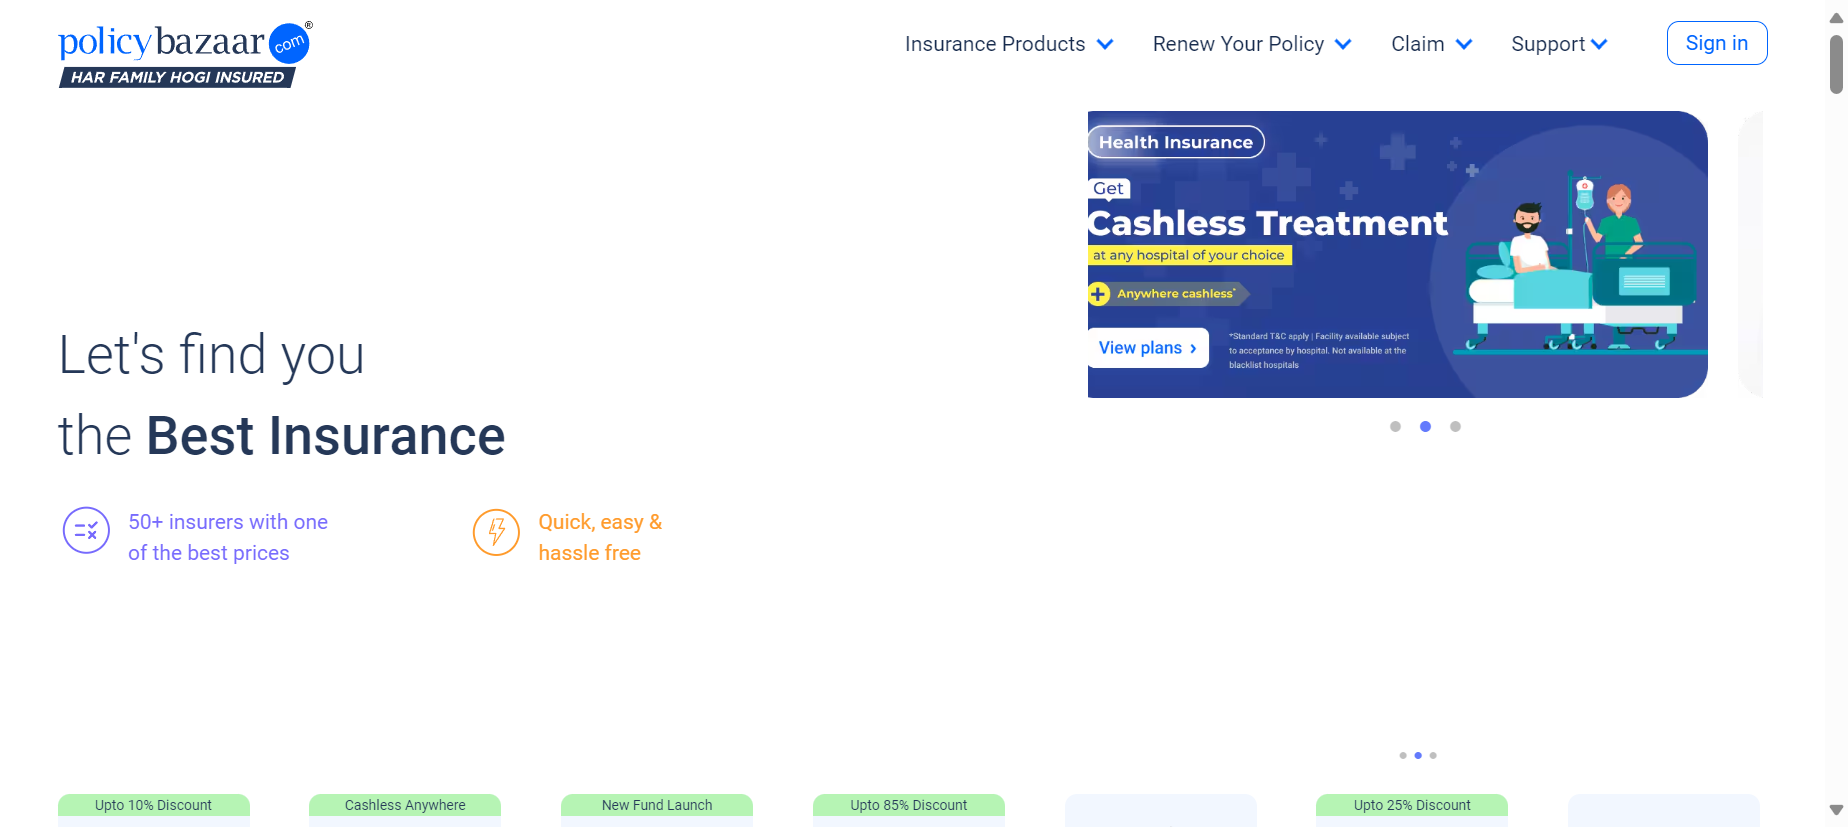 policybazaar.com®
HAR FAMILY HOGI INSURED
Insurance Products
Renew Your Policy
Claim
Support
Sign in
Health Insurance
Get
Cashless Treatment
at any hospital of your choice
Anywhere cashless*
View plans ›
*Standard T&C apply | Facility available subject
to acceptance by hospital. Not available at the
blacklist hospitals
Let's find you
the Best Insurance
50+ insurers with one
of the best prices
Quick, easy &
hassle free
Upto 10% Discount
Cashless Anywhere
New Fund Launch
Upto 85% Discount
Upto 25% Discount